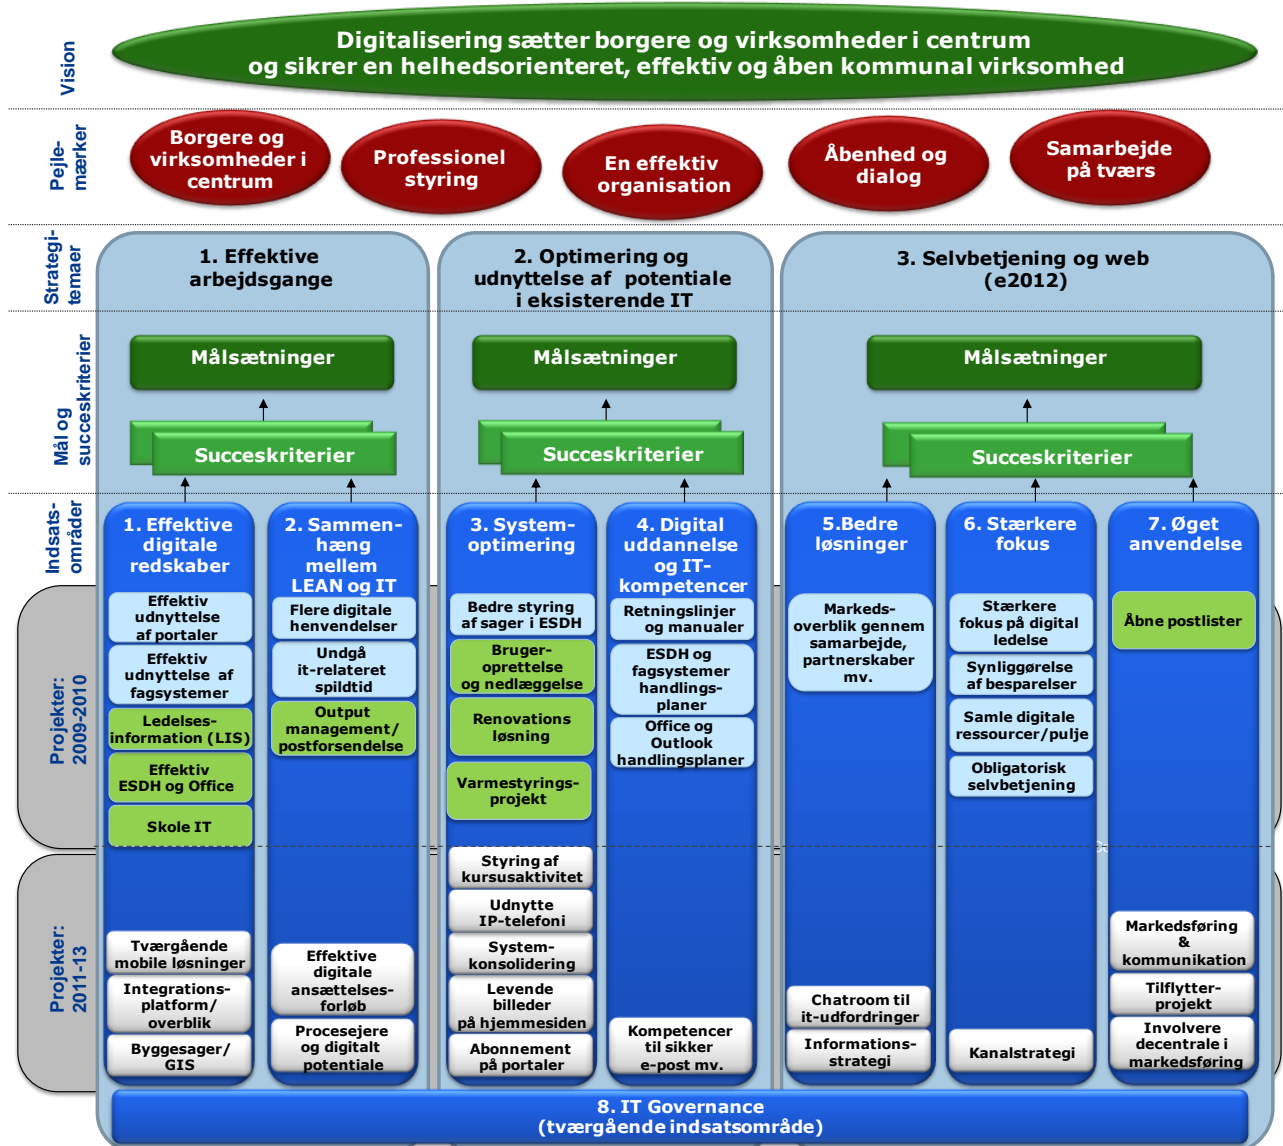 Vision
Digitalisering sætter borgere og virksomheder i centrum
og sikrer en helhedsorienteret, effektiv og åben kommunal virksomhed
Pejle-
mærker
Borgere og
virksomheder i
centrum
Professionel
styring
En effektiv
organisation
Åbenhed og
dialog
Samarbejde
på tværs
Strategi-
temaer
1. Effektive
arbejdsgange
2. Optimering og
udnyttelse af potentiale
i eksisterende IT
3. Selvbetjening og web
(e2012)
Mål og
succeskriterier
Målsætninger
Succeskriterier
Målsætninger
Succeskriterier
Målsætninger
Succeskriterier
Indsats-
områder
1. Effektive
digitale
redskaber
2. Sammen-
hæng
mellem
LEAN og IT
3. System-
optimering
4. Digital
uddannelse
og IT-
kompetencer
5.Bedre
løsninger
6. Stærkere
fokus
7. Øget
anvendelse
Projekter:
2009-2010
Effektiv
udnyttelse
af portaler
Effektiv
udnyttelse af
fagsystemer
Ledelses-
information (LIS)
Effektiv
ESDH og Office
Skole IT
Flere digitale
henvendelser
Undgå
it-relateret
spildtid
Output
management/
postforsendelse
Bedre styring
af sager i ESDH
Bruger-
oprettelse
og nedlæggelse
Renovations
løsning
Varmestyrings-
projekt
Retningslinjer
og manualer
ESDH og
fagsystemer
handlings-
planer
Office og
Outlook
handlingsplaner
Markeds-
overblik gennem
samarbejde,
partnerskaber
mv.
Stærkere
fokus på digital
ledelse
Synliggørelse
af besparelser
Samle digitale
ressourcer/pulje
Obligatorisk
selvbetjening
Åbne postlister
Projekter:
2011-13
Tværgående
mobile løsninger
Integrations-
platform/
overblik
Byggesager/
GIS
Effektive
digitale
ansættelses-
forløb
Procesejere
og digitalt
potentiale
Styring af
kursusaktivitet
Udnytte
IP-telefoni
System-
konsolidering
Levende
billeder
på hjemmesiden
Abonnement
på portaler
Kompetencer
til sikker
e-post mv.
Chatroom til
it-udfordringer
Informations-
strategi
Kanalstrategi
Markedsføring
&
kommunikation
Tilflytter-
projekt
Involvere
decentrale i
markedsføring
8. IT Governance
(tværgående indsatsområde)